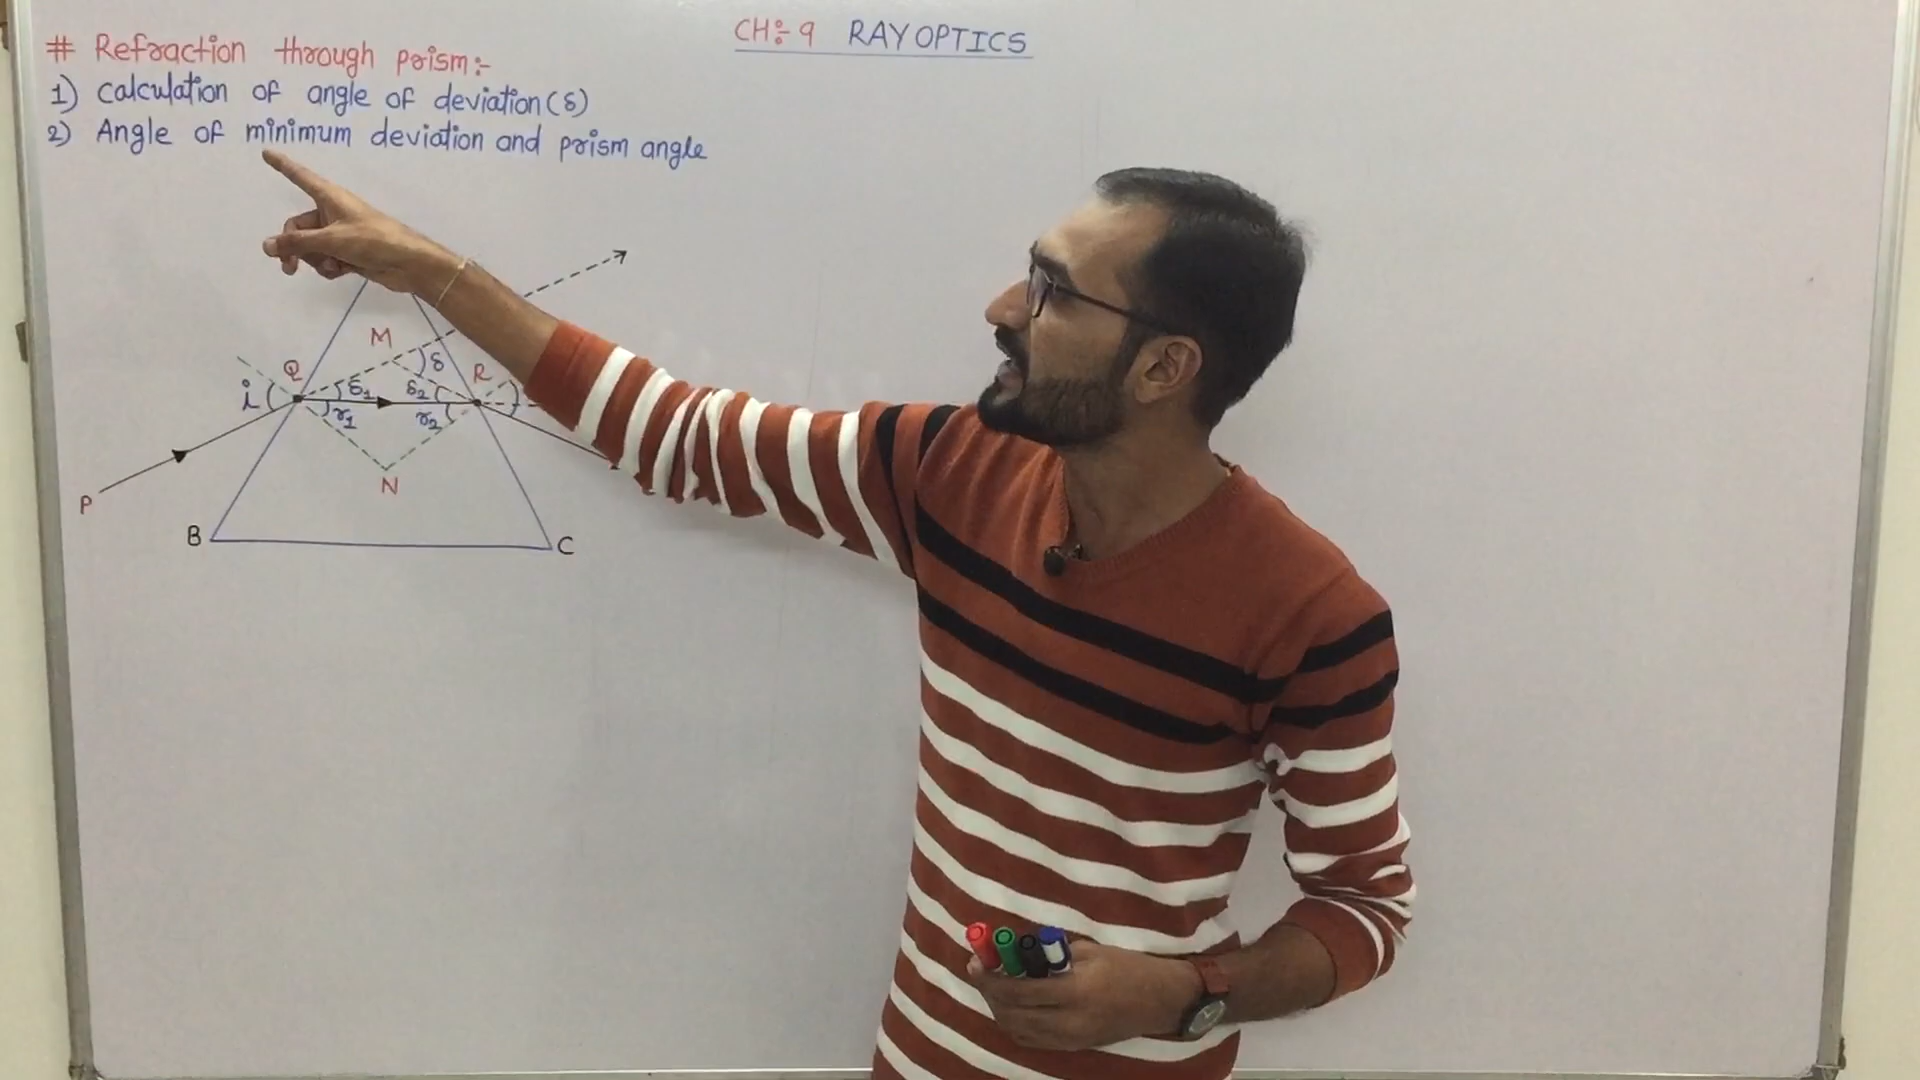 CH:- 9 RAY OPTICS
# Refraction through prism:-
1) calculation of angle of deviation (δ)
2) Angle of minimum deviation and prism angle
M
δ
Q
R
i
δ1
δ2
r1
r2
N
P
B
C